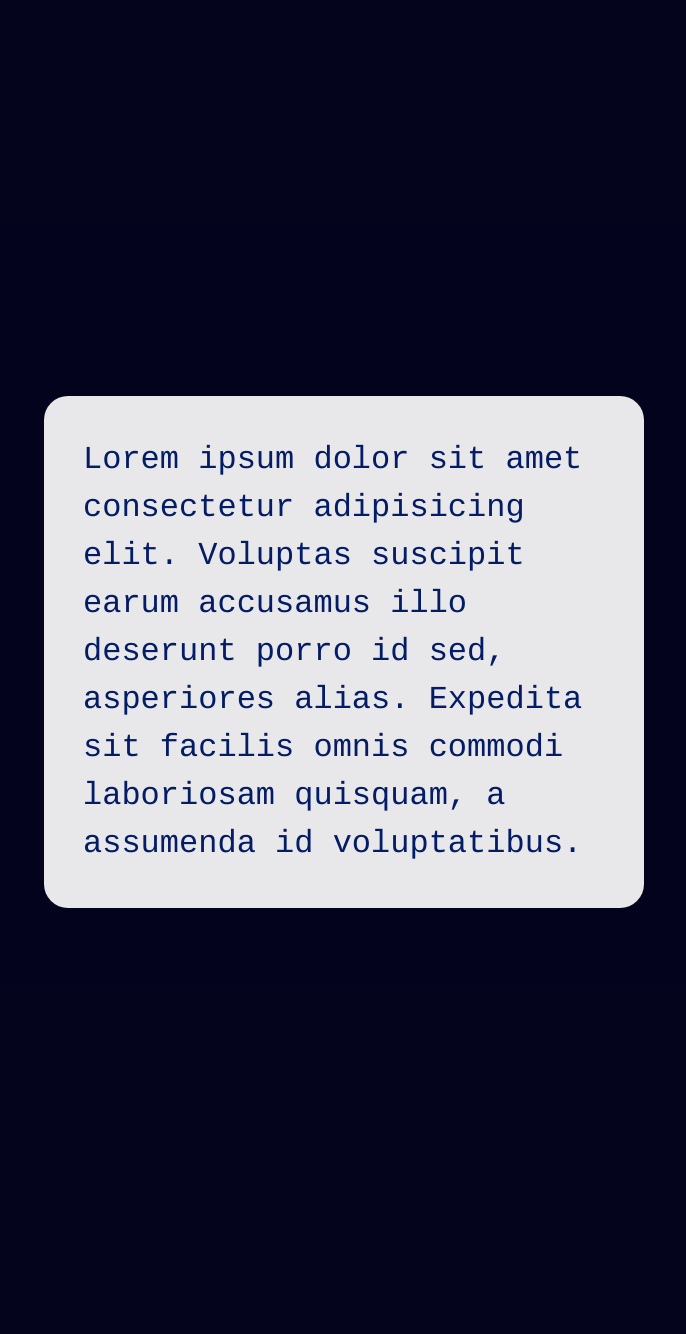 Lorem ipsum dolor sit amet
consectetur adipisicing
elit. Voluptas suscipit
earum accusamus illo
deserunt porro id sed,
asperiores alias. Expedita
sit facilis omnis commodi
laboriosam quisquam, a
assumenda id voluptatibus.